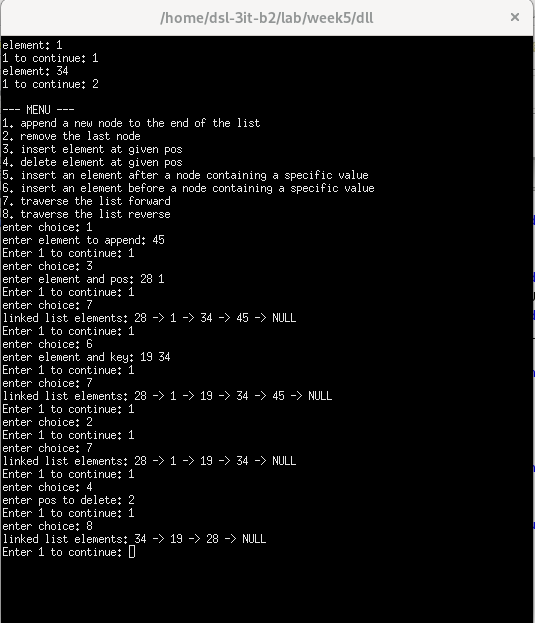 /home/dsl-3it-b2/lab/week5/dll
element: 1
1 to continue: 1
element: 34
1 to continue: 2
--- MENU ---
1. append a new node to the end of the list
2. remove the last node
3. insert element at given pos
4. delete element at given pos
5. insert an element after a node containing a specific value
6. insert an element before a node containing a specific value
7. traverse the list forward
8. traverse the list reverse
enter choice: 1
enter element to append: 45
Enter 1 to continue: 1
enter choice: 3
enter element and pos: 28 1
Enter 1 to continue: 1
enter choice: 7
linked list elements: 28 -> 1 -> 34 -> 45 -> NULL
Enter 1 to continue: 1
enter choice: 6
enter element and key: 19 34
Enter 1 to continue: 1
enter choice: 7
linked list elements: 28 -> 1 -> 19 -> 34 -> 45 -> NULL
Enter 1 to continue: 1
enter choice: 2
Enter 1 to continue: 1
enter choice: 7
linked list elements: 28 -> 1 -> 19 -> 34 -> NULL
Enter 1 to continue: 1
enter choice: 4
enter pos to delete: 2
Enter 1 to continue: 1
enter choice: 8
linked list elements: 34 -> 19 -> 28 -> NULL
Enter 1 to continue: